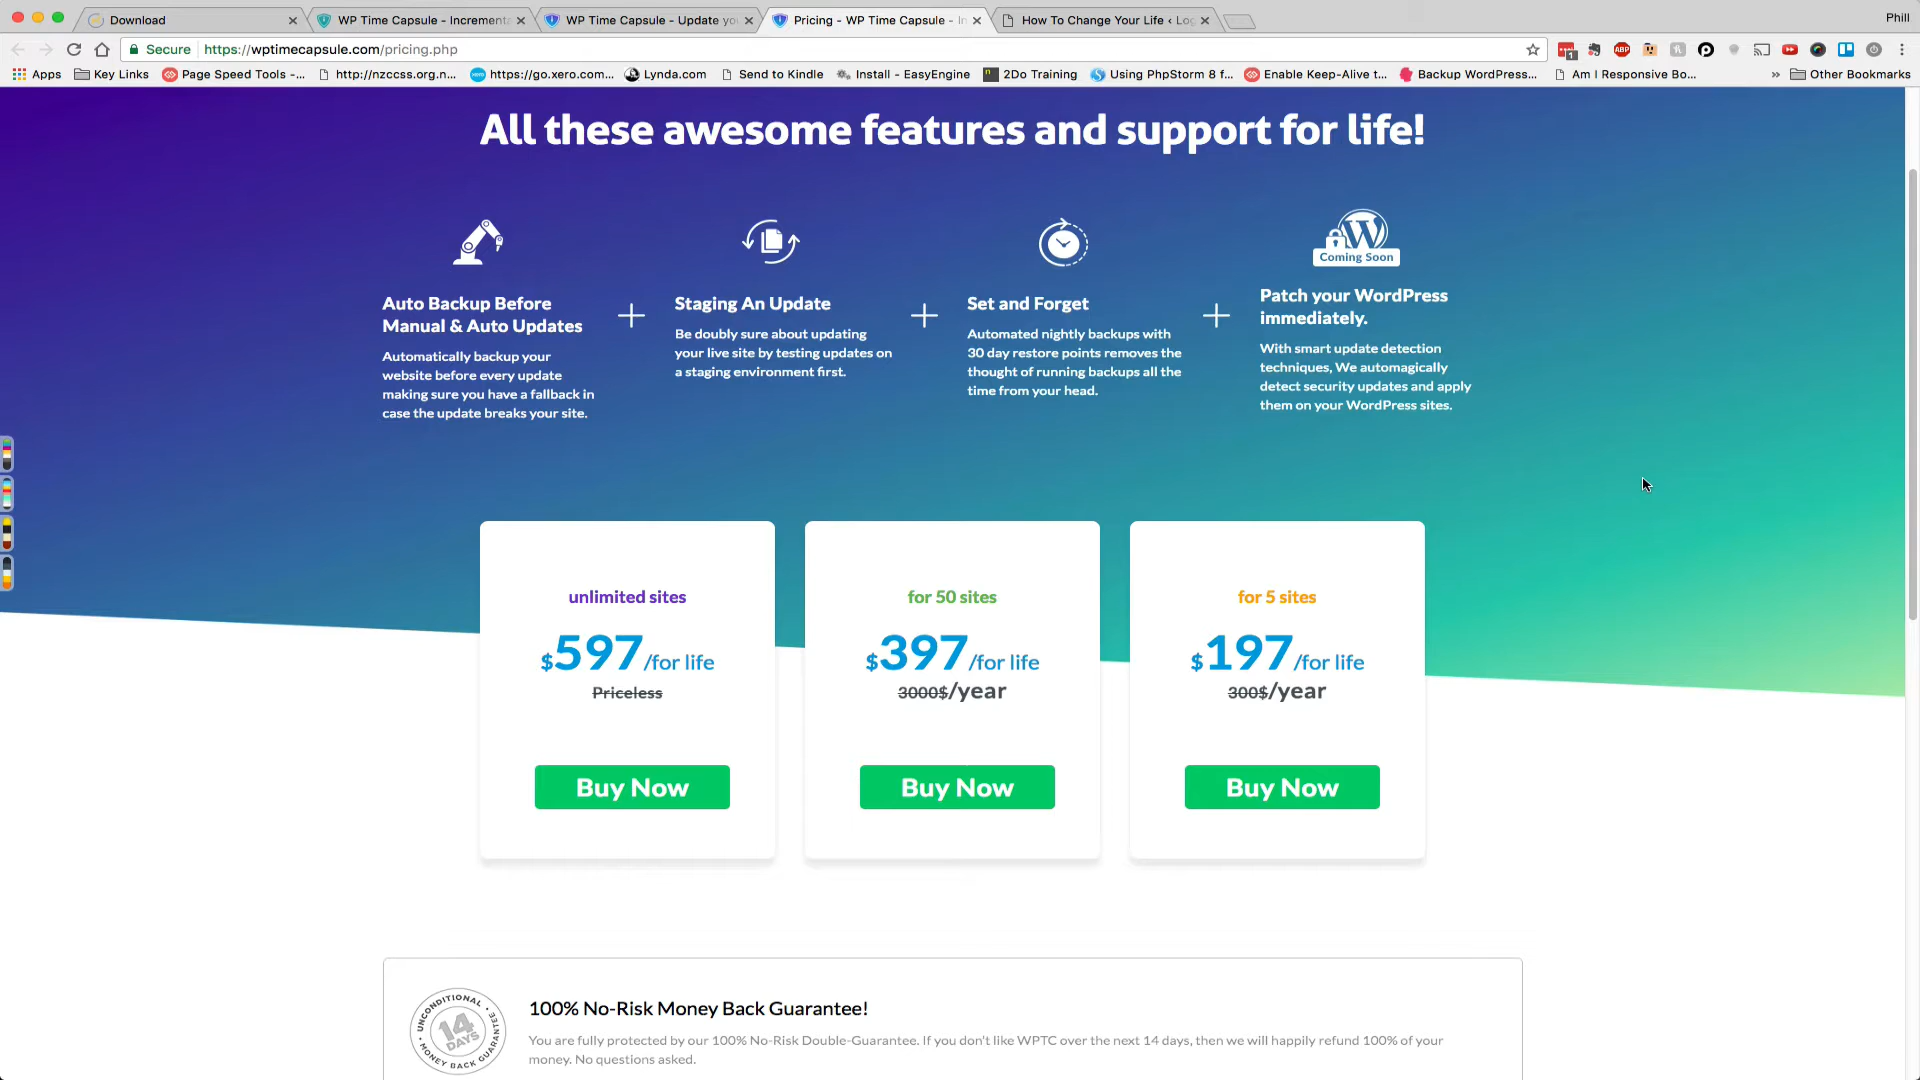 Download
WP Time Capsule - Incrementa
WP Time Capsule - Update you
Pricing - WP Time Capsule - In
How To Change Your Life ‹ Log
Phill
Secure
https://wptimecapsule.com/pricing.php
1
ABP
Apps
Key Links
Page Speed Tools -...
http://nzccss.org.n...
https://go.xero.com...
Lynda.com
Send to Kindle
Install - EasyEngine
2Do Training
Using PhpStorm 8 f...
Enable Keep-Alive t...
Backup WordPress...
Am I Responsive Bo...
»
Other Bookmarks
All these awesome features and support for life!
Coming Soon
Auto Backup Before
Manual & Auto Updates
Automatically backup your
website before every update
making sure you have a fallback in
case the update breaks your site.
Staging An Update
Be doubly sure about updating
your live site by testing updates on
a staging environment first.
Set and Forget
Automated nightly backups with
30 day restore points removes the
thought of running backups all the
time from your head.
Patch your WordPress
immediately.
With smart update detection
techniques, We automagically
detect security updates and apply
them on your WordPress sites.
unlimited sites
$597/for life
Priceless
Buy Now
for 50 sites
$397/for life
3000$/year
Buy Now
for 5 sites
$197/for life
300$/year
Buy Now
UNCONDITIONAL
14
DAYS
MONEY BACK GUARANTEE
100% No-Risk Money Back Guarantee!
You are fully protected by our 100% No-Risk Double-Guarantee. If you don't like WPTC over the next 14 days, then we will happily refund 100% of your
money. No questions asked.